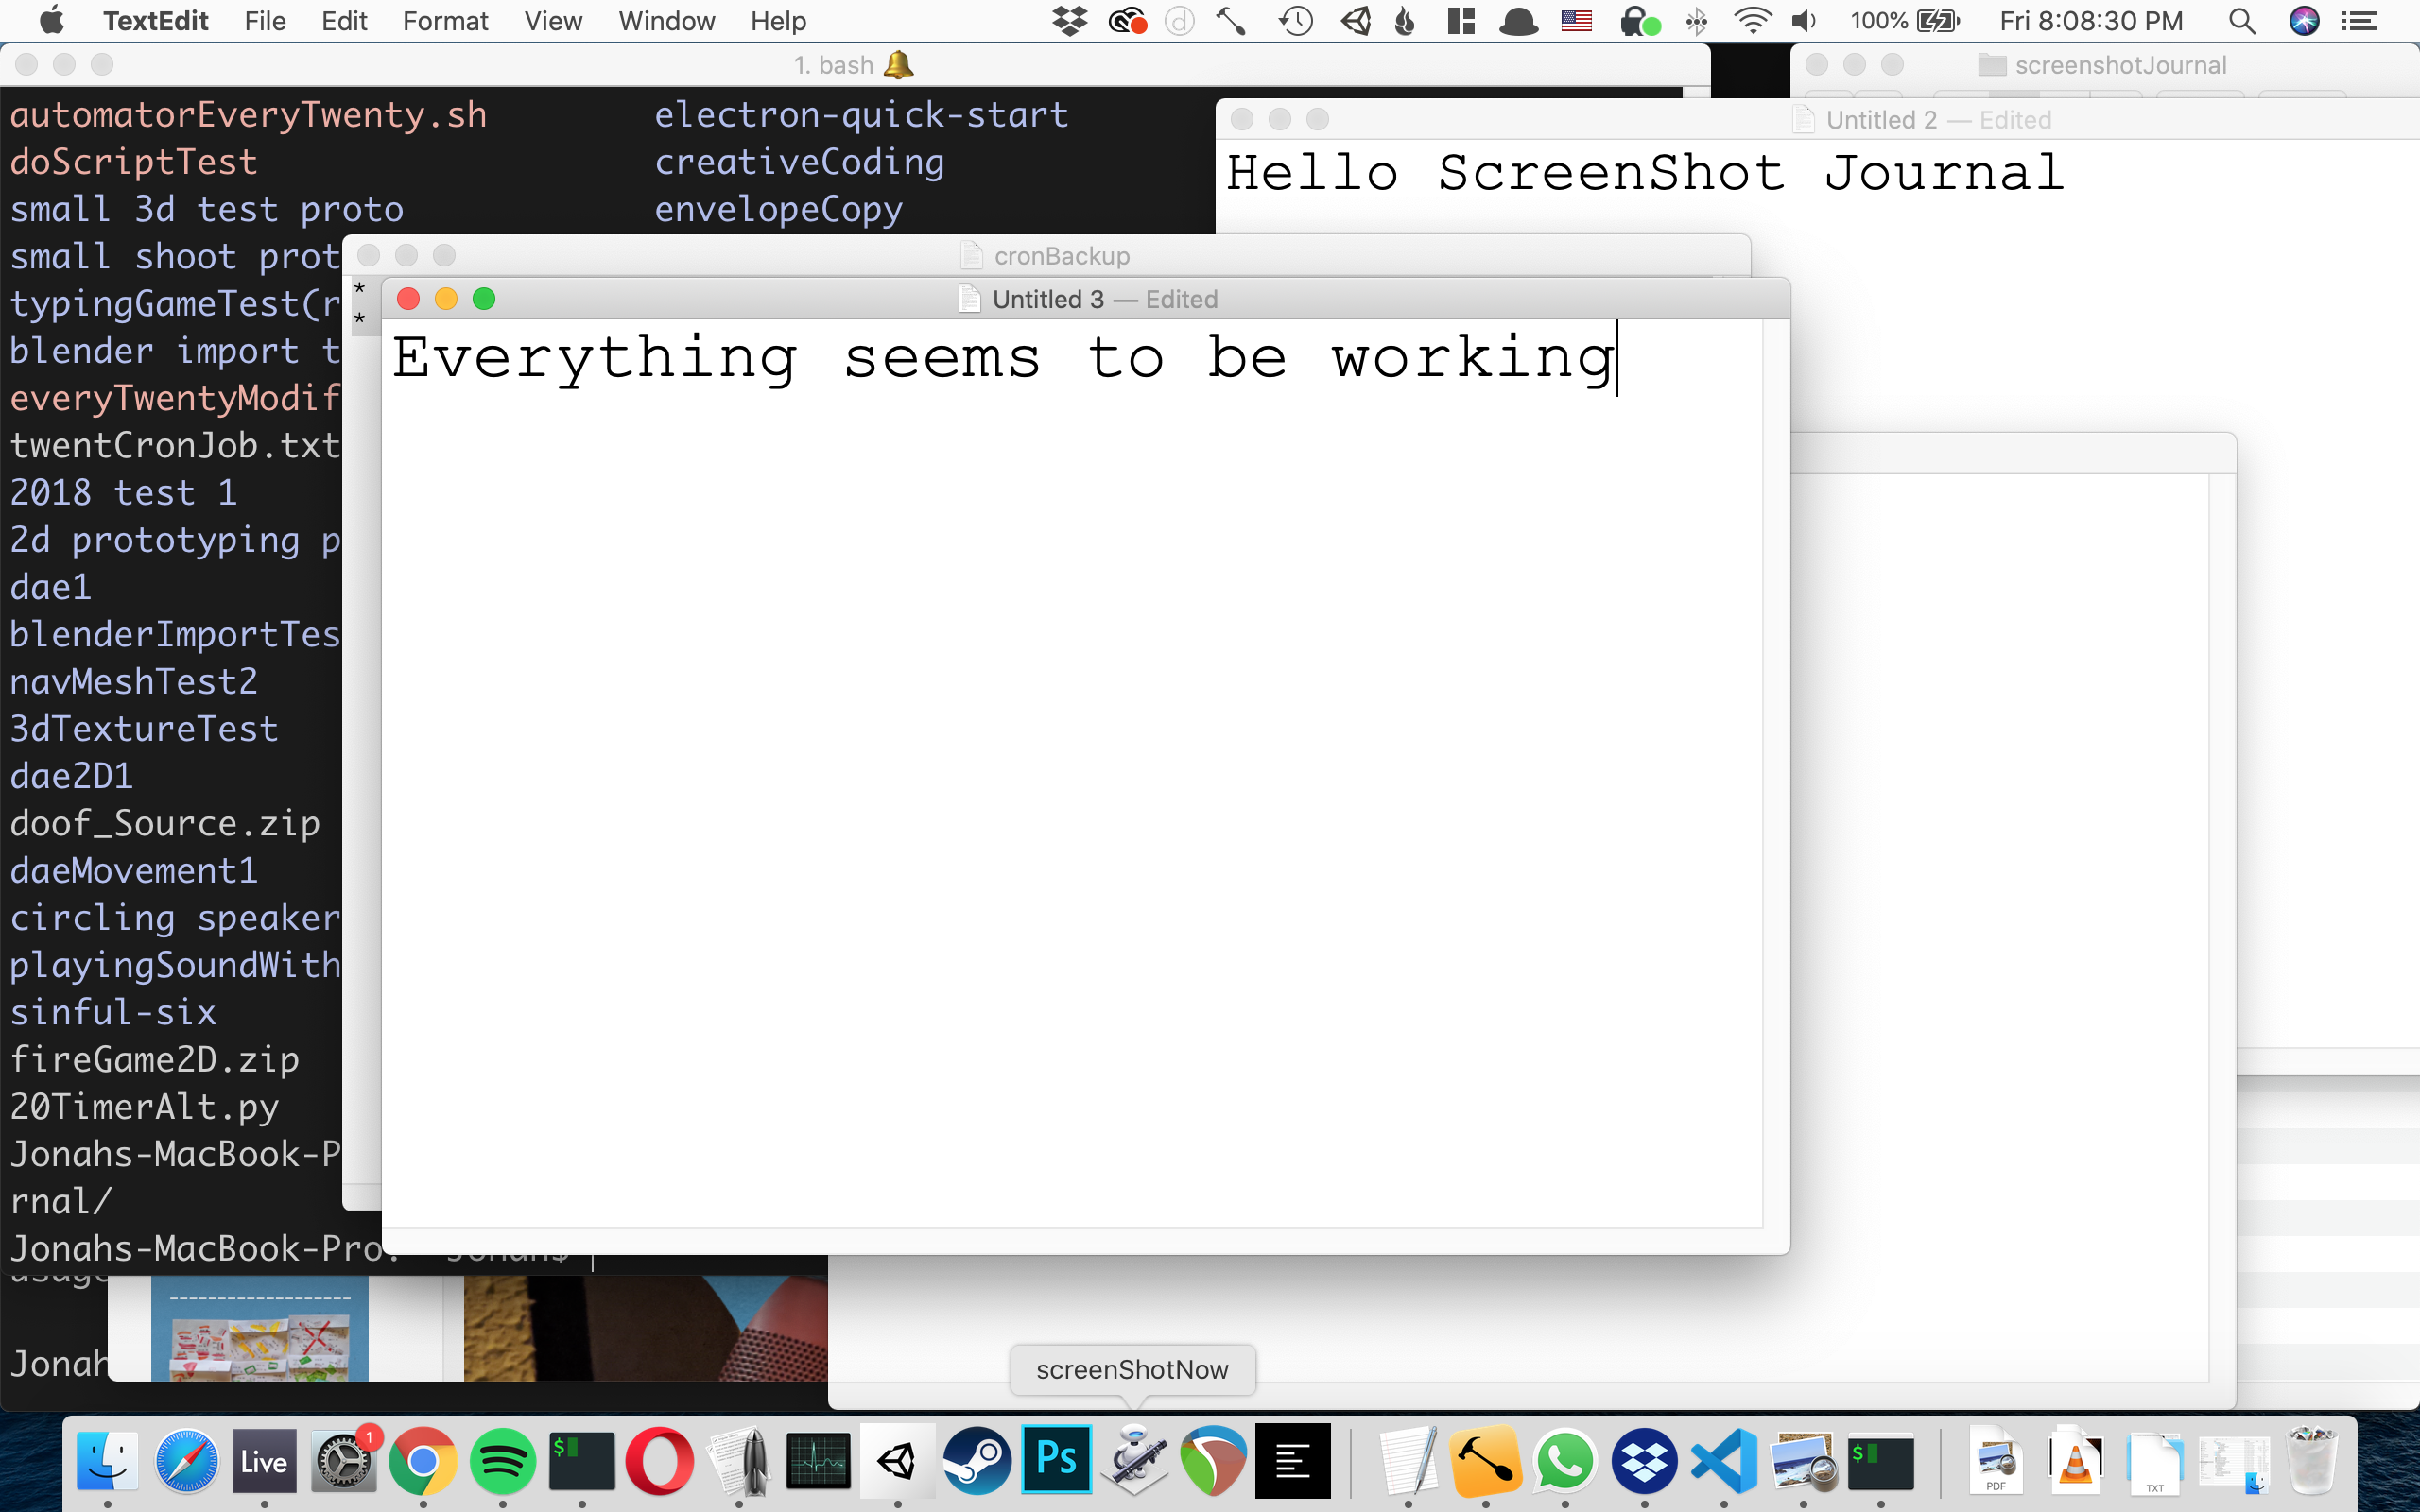 TextEdit File Edit Format View Window Help 100% Fri 8:08:30 PM
1. bash
screenshotJournal
automatorEveryTwenty.sh electron-quick-start
doScriptTest creativeCoding
small 3d test proto envelopeCopy
small shoot prot
typingGameTest(r
blender import t
everyTwentyModif
twentCronJob.txt
2018 test 1
2d prototyping p
dae1
blenderImportTes
navMeshTest2
3dTextureTest
dae2D1
doof_Source.zip
daeMovement1
circling speaker
playingSoundWith
sinful-six
fireGame2D.zip
20TimerAlt.py
Jonahs-MacBook-P
rnal/
Jonahs-MacBook-Pro:~ Jonah$
usage
Jonah
Untitled 2 — Edited
Hello ScreenShot Journal
cronBackup
*
*
Untitled 3 — Edited
Everything seems to be working
screenShotNow
Live 1 $ Ps $ PDF TXT